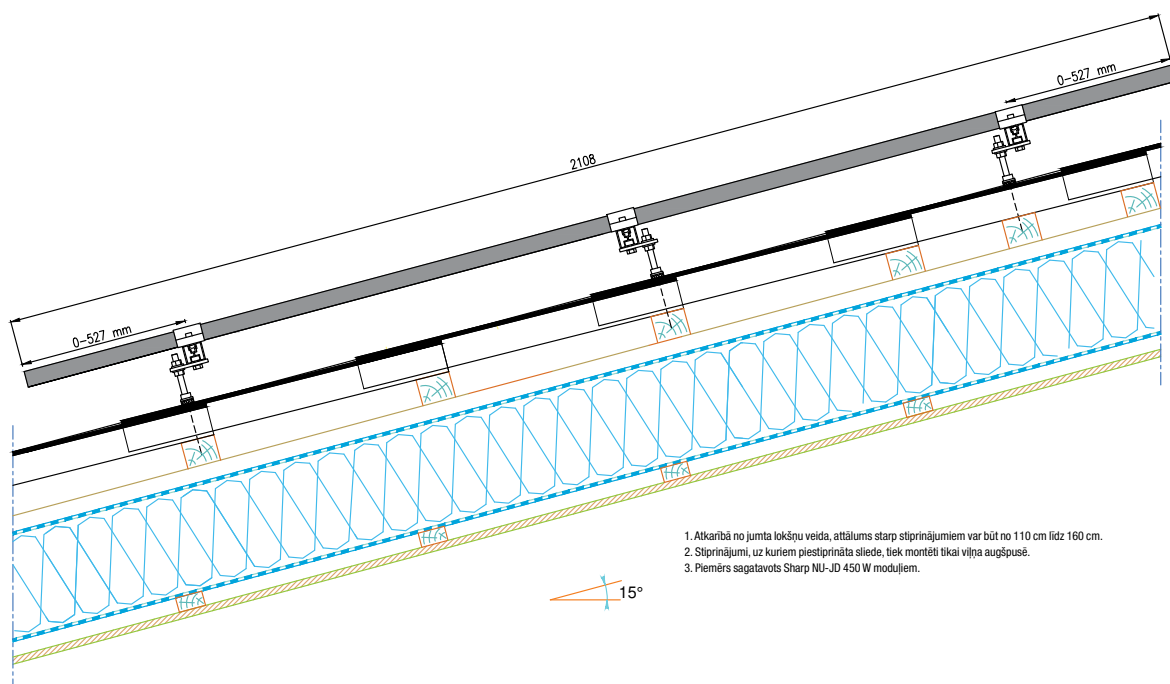 0-527 mm
2108
0-527 mm
1. Atkarībā no jumta lokšņu veida, attālums starp stiprinājumiem var būt no 110 cm līdz 160 cm.
2. Stiprinājumi, uz kuriem piestiprināta sliede, tiek montēti tikai viļņa augšpusē.
3. Piemērs sagatavots Sharp NU-JD 450 W moduļiem.
15°